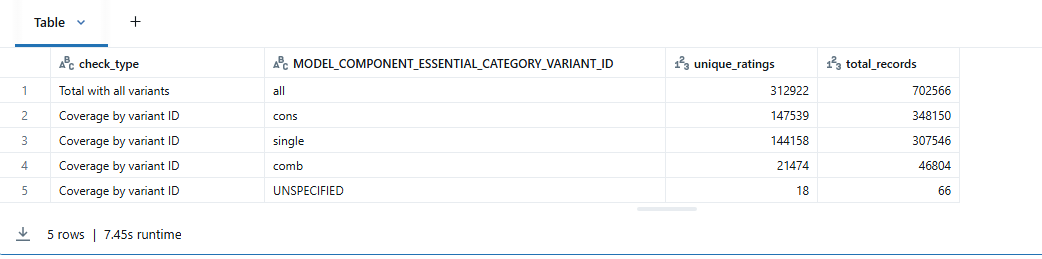 Table +
check_type MODEL_COMPONENT_ESSENTIAL_CATEGORY_VARIANT_ID unique_ratings total_records
1 Total with all variants all 312922 702566
2 Coverage by variant ID cons 147539 348150
3 Coverage by variant ID single 144158 307546
4 Coverage by variant ID comb 21474 46804
5 Coverage by variant ID UNSPECIFIED 18 66
5 rows | 7.45s runtime